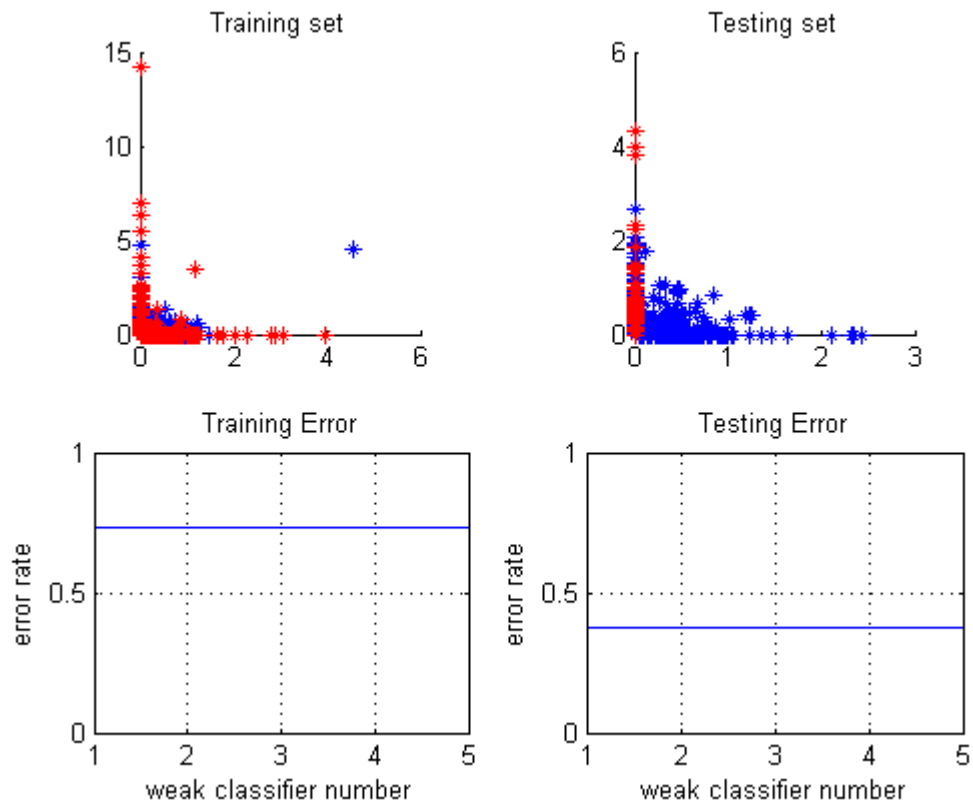 Training set
15
10
5
0
0 2 4 6
Testing set
6
4
2
0
0 1 2 3
Training Error
1
0.5
0
error rate
1 2 3 4 5
weak classifier number
Testing Error
1
0.5
0
error rate
1 2 3 4 5
weak classifier number